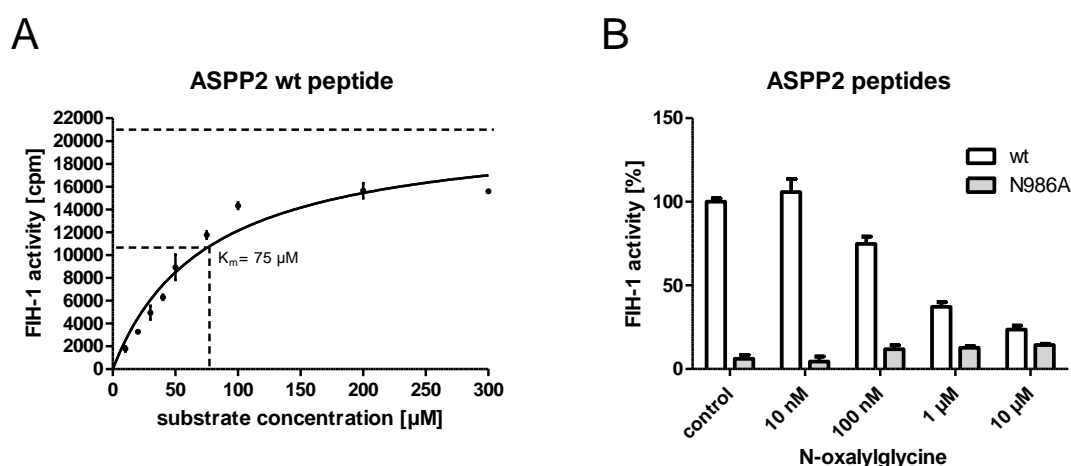 A
ASPP2 wt peptide
FIH-1 activity [cpm]
22000
20000
18000
16000
14000
12000
10000
8000
6000
4000
2000
0
Km= 75 µM
0 50 100 150 200 250 300
substrate concentration [µM]
B
ASPP2 peptides
FIH-1 activity [%]
150
100
50
0
wt
N986A
control 10 nM 100 nM 1 µM 10 µM
N-oxalylglycine